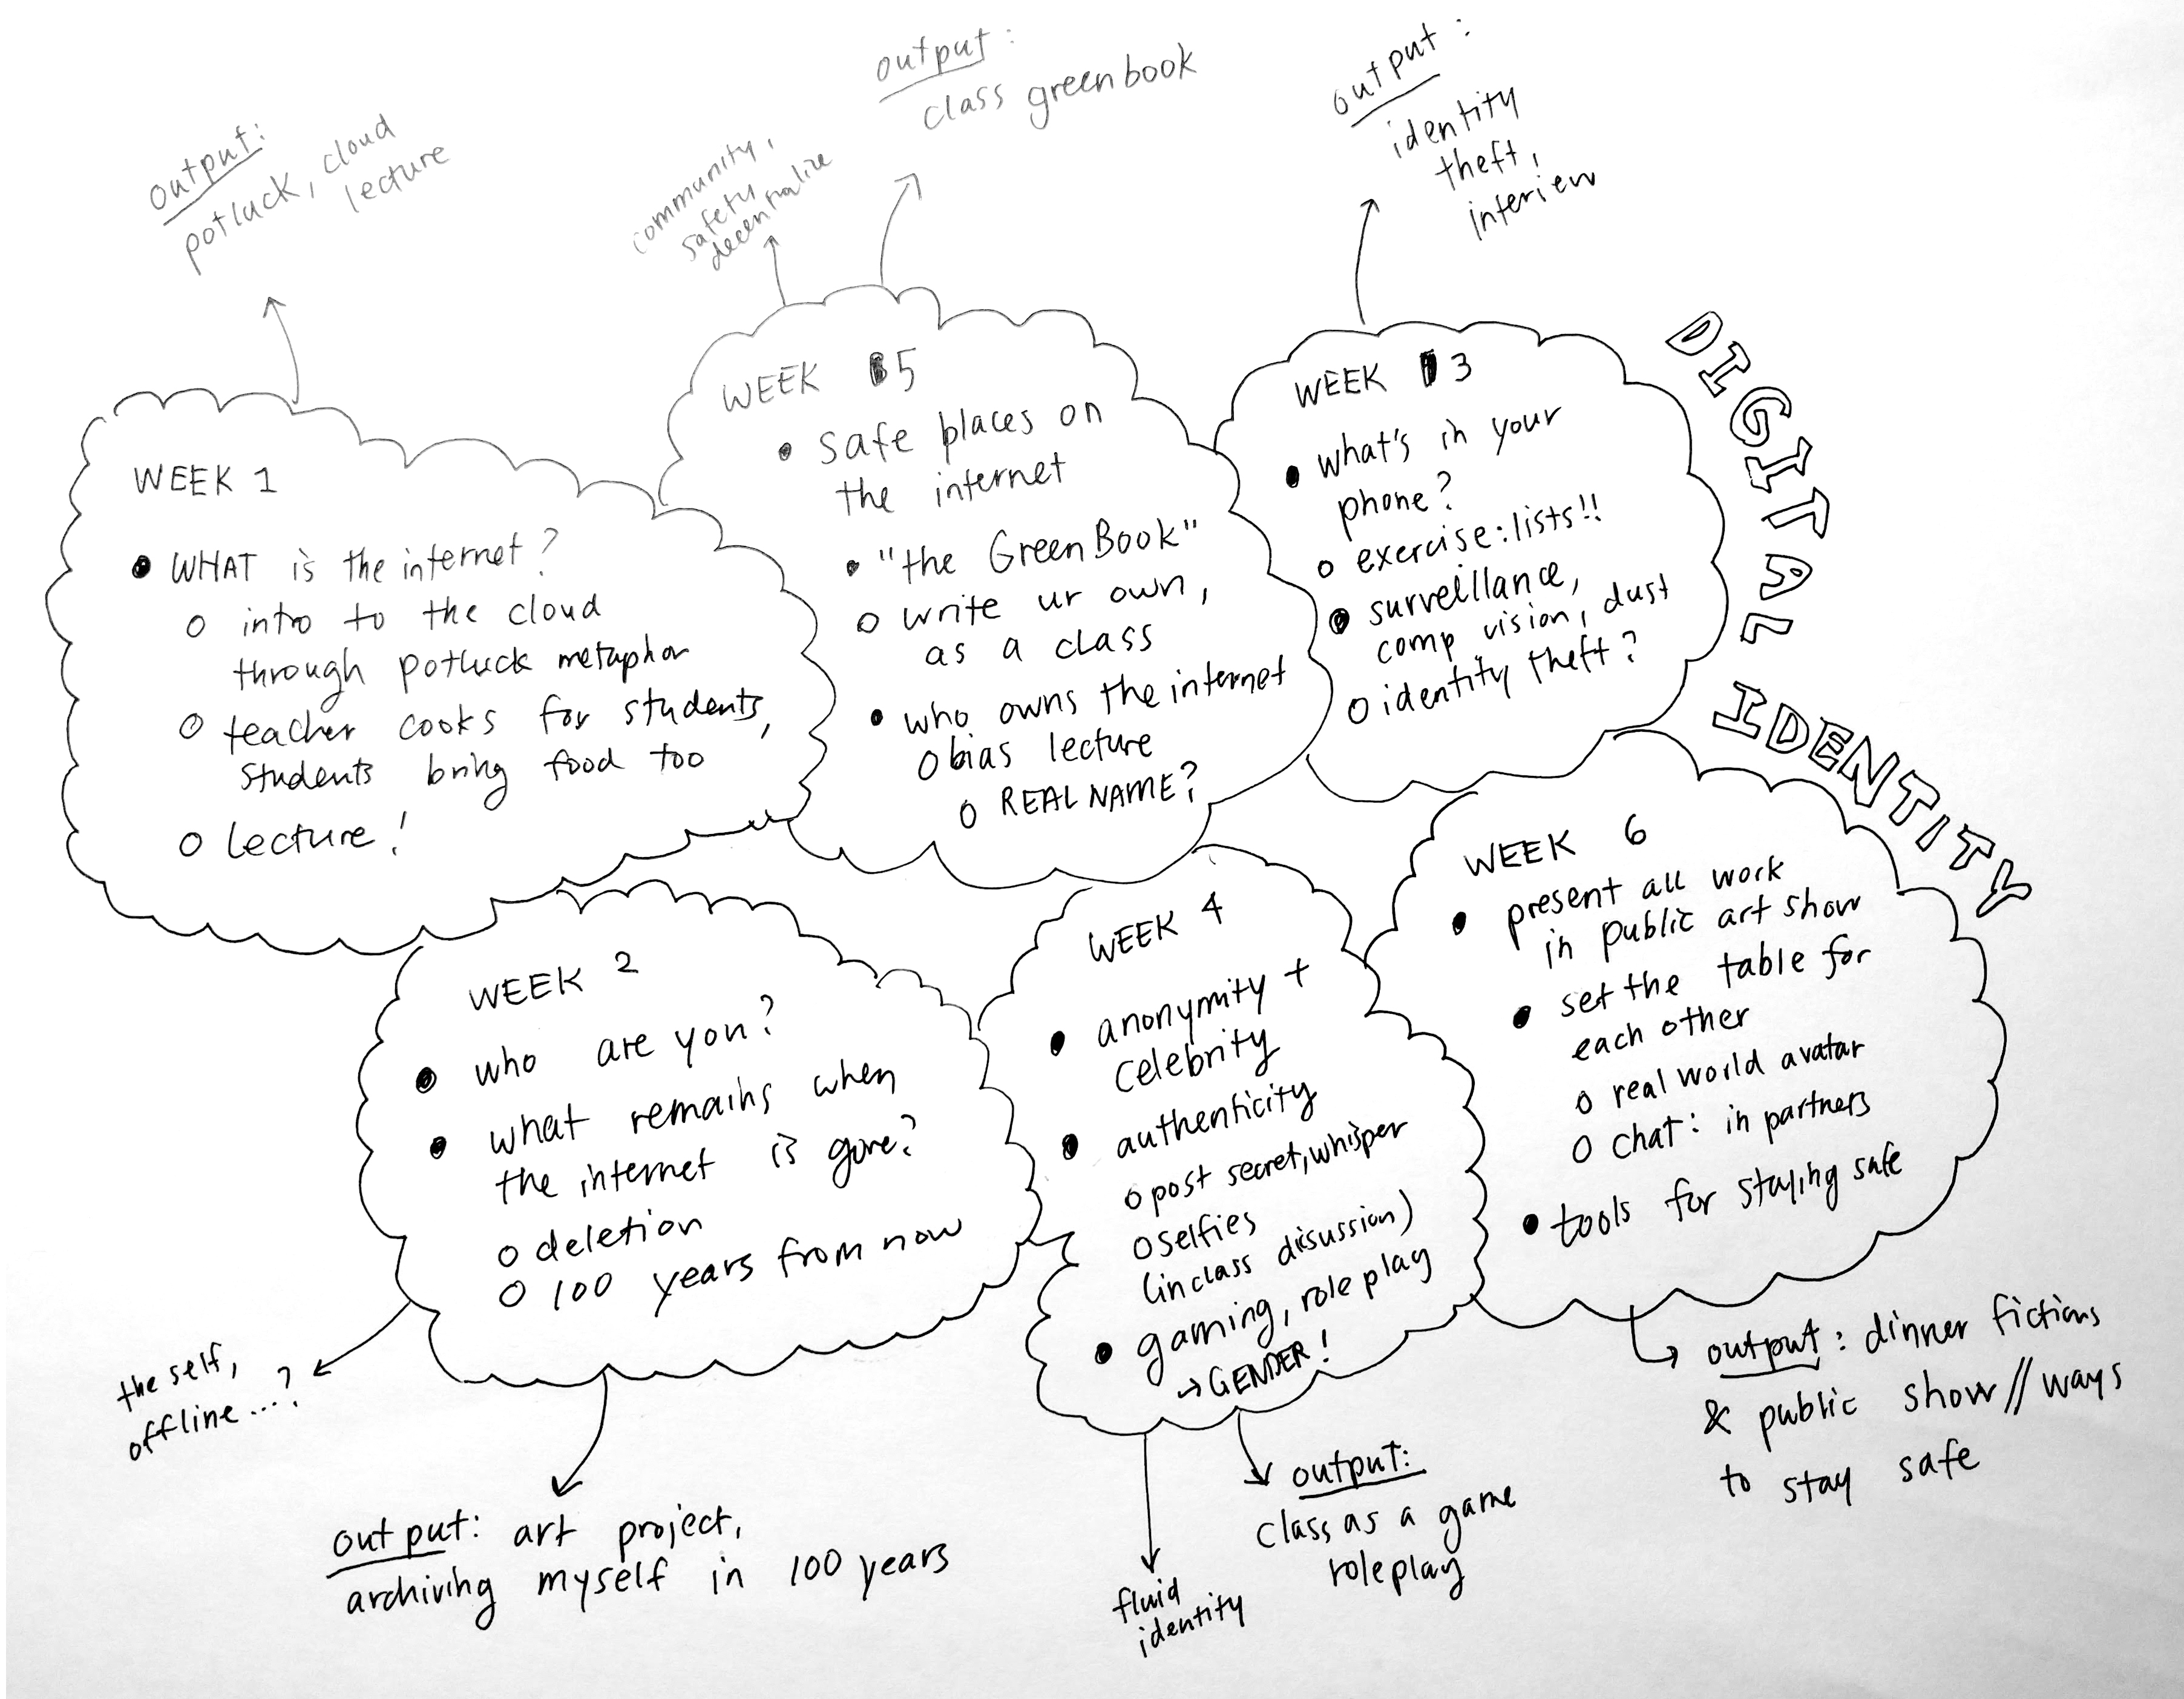 output:
potluck, cloud
lecture
WEEK 1
WHAT is the internet?
intro to the cloud
through potluck metaphor
teacher cooks for students,
students bring food too
lecture!
community,
safety
decentralize
output:
class greenbook
WEEK 5
safe places on
the internet
"the GreenBook"
write ur own,
as a class
who owns the internet
bias lecture
REAL NAME?
output:
identity
theft,
interiew
WEEK 3
what's in your
phone?
exercise: lists!!
surveillance,
comp vision, dust
identity theft?
DIGITAL
IDENTITY
WEEK 2
who are you?
what remains when
the internet is gone?
deletion
100 years from now
the self,
offline...?
output: art project,
archiving myself in 100 years
WEEK 4
anonymity +
celebrity
authenticity
post secret, whisper
selfies
(in class disussion)
gaming, role play
→ GENDER!
fluid
identity
output:
class as a game
roleplay
WEEK 6
present all work
in public art show
set the table for
each other
real world avatar
chat: in partners
tools for staying safe
output: dinner fictions
& public show // ways
to stay safe